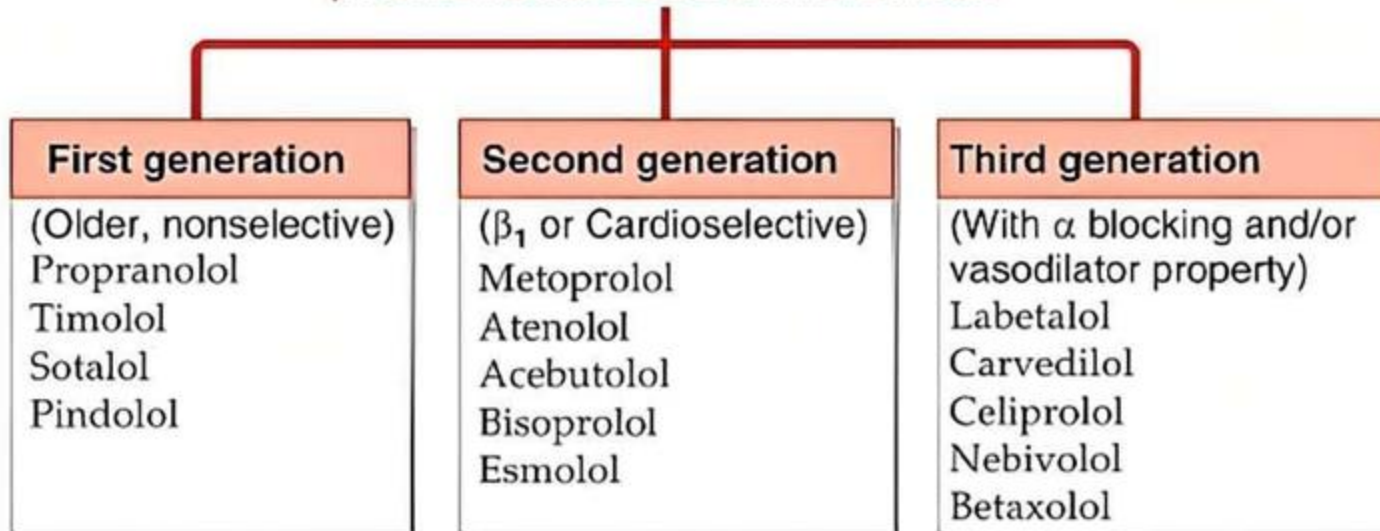 First generation
(Older, nonselective)
Propranolol
Timolol
Sotalol
Pindolol
Second generation
(β₁ or Cardioselective)
Metoprolol
Atenolol
Acebutolol
Bisoprolol
Esmolol
Third generation
(With α blocking and/or
vasodilator property)
Labetalol
Carvedilol
Celiprolol
Nebivolol
Betaxolol